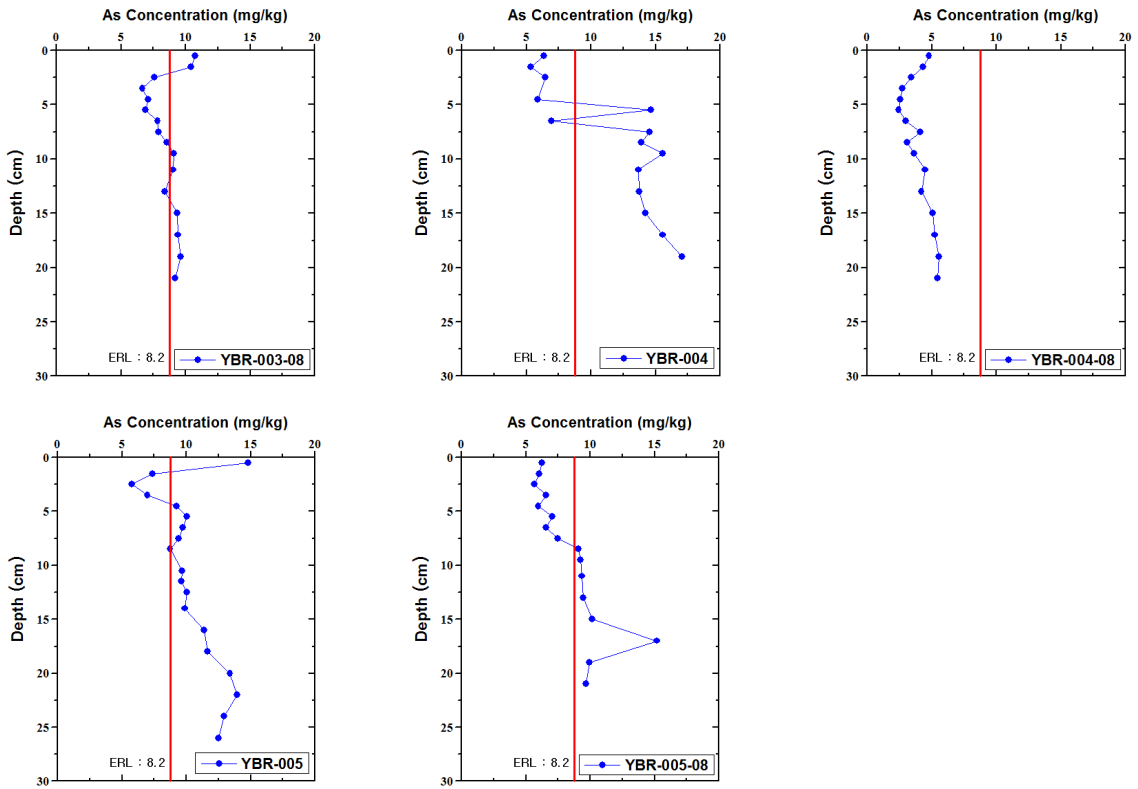 As Concentration (mg/kg) As Concentration (mg/kg) As Concentration (mg/kg)
0 5 10 15 20 0 5 10 15 20 0 5 10 15 20
0 0 0
5 5 5
10 10 10
Depth (cm) Depth (cm) Depth (cm)
15 15 15
20 20 20
25 25 25
ERL : 8.2 YBR-003-08 ERL : 8.2 YBR-004 ERL : 8.2 YBR-004-08
30 30 30
As Concentration (mg/kg) As Concentration (mg/kg)
0 5 10 15 20 0 5 10 15 20
0 0
5 5
10 10
Depth (cm) Depth (cm)
15 15
20 20
25 25
ERL : 8.2 YBR-005 ERL : 8.2 YBR-005-08
30 30